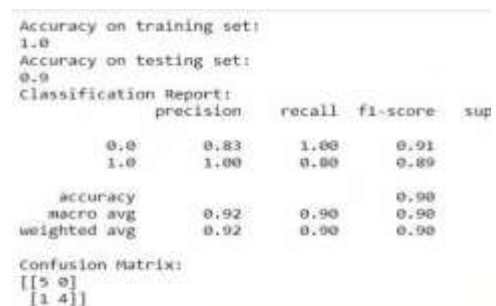 Accuracy on training set:
1.0
Accuracy on testing set:
0.9
Classification Report:
precision recall f1-score sup
0.0 0.83 1.00 0.91
1.0 1.00 0.80 0.89
accuracy 0.90
macro avg 0.92 0.90 0.90
weighted avg 0.92 0.90 0.90
Confusion Matrix:
[[5 0]
[1 4]]